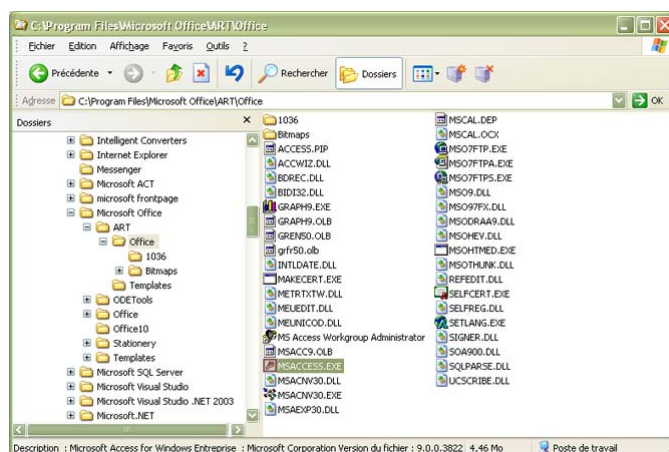 C:\Program Files\Microsoft Office\ART\Office
Fichier Edition Affichage Favoris Outils ?
Précédente Rechercher Dossiers
Adresse C:\Program Files\Microsoft Office\ART\Office OK
Dossiers
Intelligent Converters
Internet Explorer
Messenger
Microsoft ACT
microsoft frontpage
Microsoft Office
ART
Office
1036
Bitmaps
Templates
ODETools
Office
Office10
Stationery
Templates
Microsoft SQL Server
Microsoft Visual Studio
Microsoft Visual Studio .NET 2003
Microsoft.NET
1036
Bitmaps
ACCESS.PIP
ACCWIZ.DLL
BDREC.DLL
BIDI32.DLL
GRAPH9.EXE
GRAPH9.OLB
GREN50.OLB
grfr50.olb
INTLDATE.DLL
MAKECERT.EXE
METRTXTW.DLL
MEUEDIT.DLL
MEUNICOD.DLL
MS Access Workgroup Administrator
MSACC9.OLB
MSACCESS.EXE
MSACNV30.DLL
MSACNV30.EXE
MSAEXP30.DLL
MSCAL.DEP
MSCAL.OCX
MSO7FTP.EXE
MSO7FTPA.EXE
MSO7FTPS.EXE
MSO9.DLL
MSO97FX.DLL
MSODRAA9.DLL
MSOHEV.DLL
MSOHTMED.EXE
MSOTHUNK.DLL
REFEDIT.DLL
SELFCERT.EXE
SELFREG.DLL
SETLANG.EXE
SIGNER.DLL
SOA900.DLL
SQLPARSE.DLL
UCSCRIBE.DLL
Description : Microsoft Access for Windows Entreprise : Microsoft Corporation Version du fichier : 9.0.0.3822 4,46 Mo Poste de travail